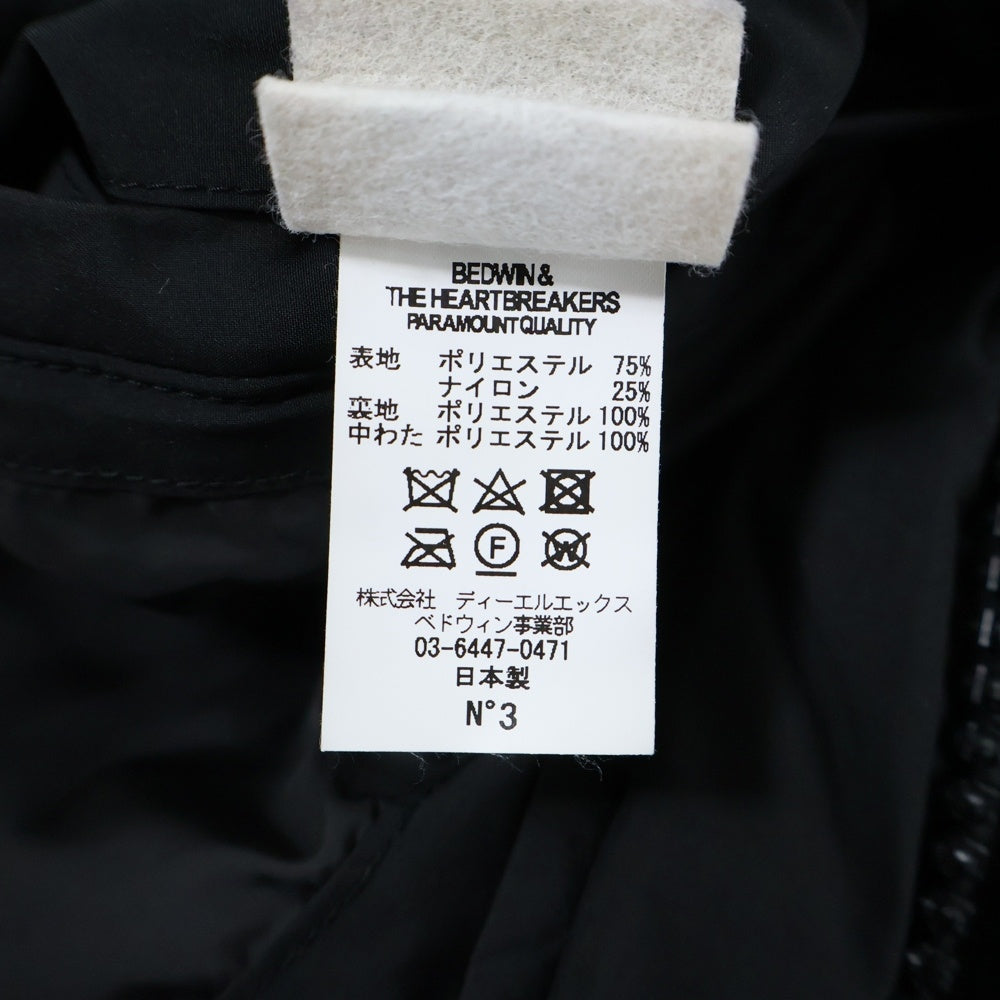 BEDWIN &
THE HEARTBREAKERS
PARAMOUNT QUALITY
表地 ポリエステル 75%
ナイロン 25%
裏地 ポリエステル 100%
中わた ポリエステル 100%
F
W
株式会社 ディーエルエックス
ベドウィン事業部
03-6447-0471
日本製
N°3